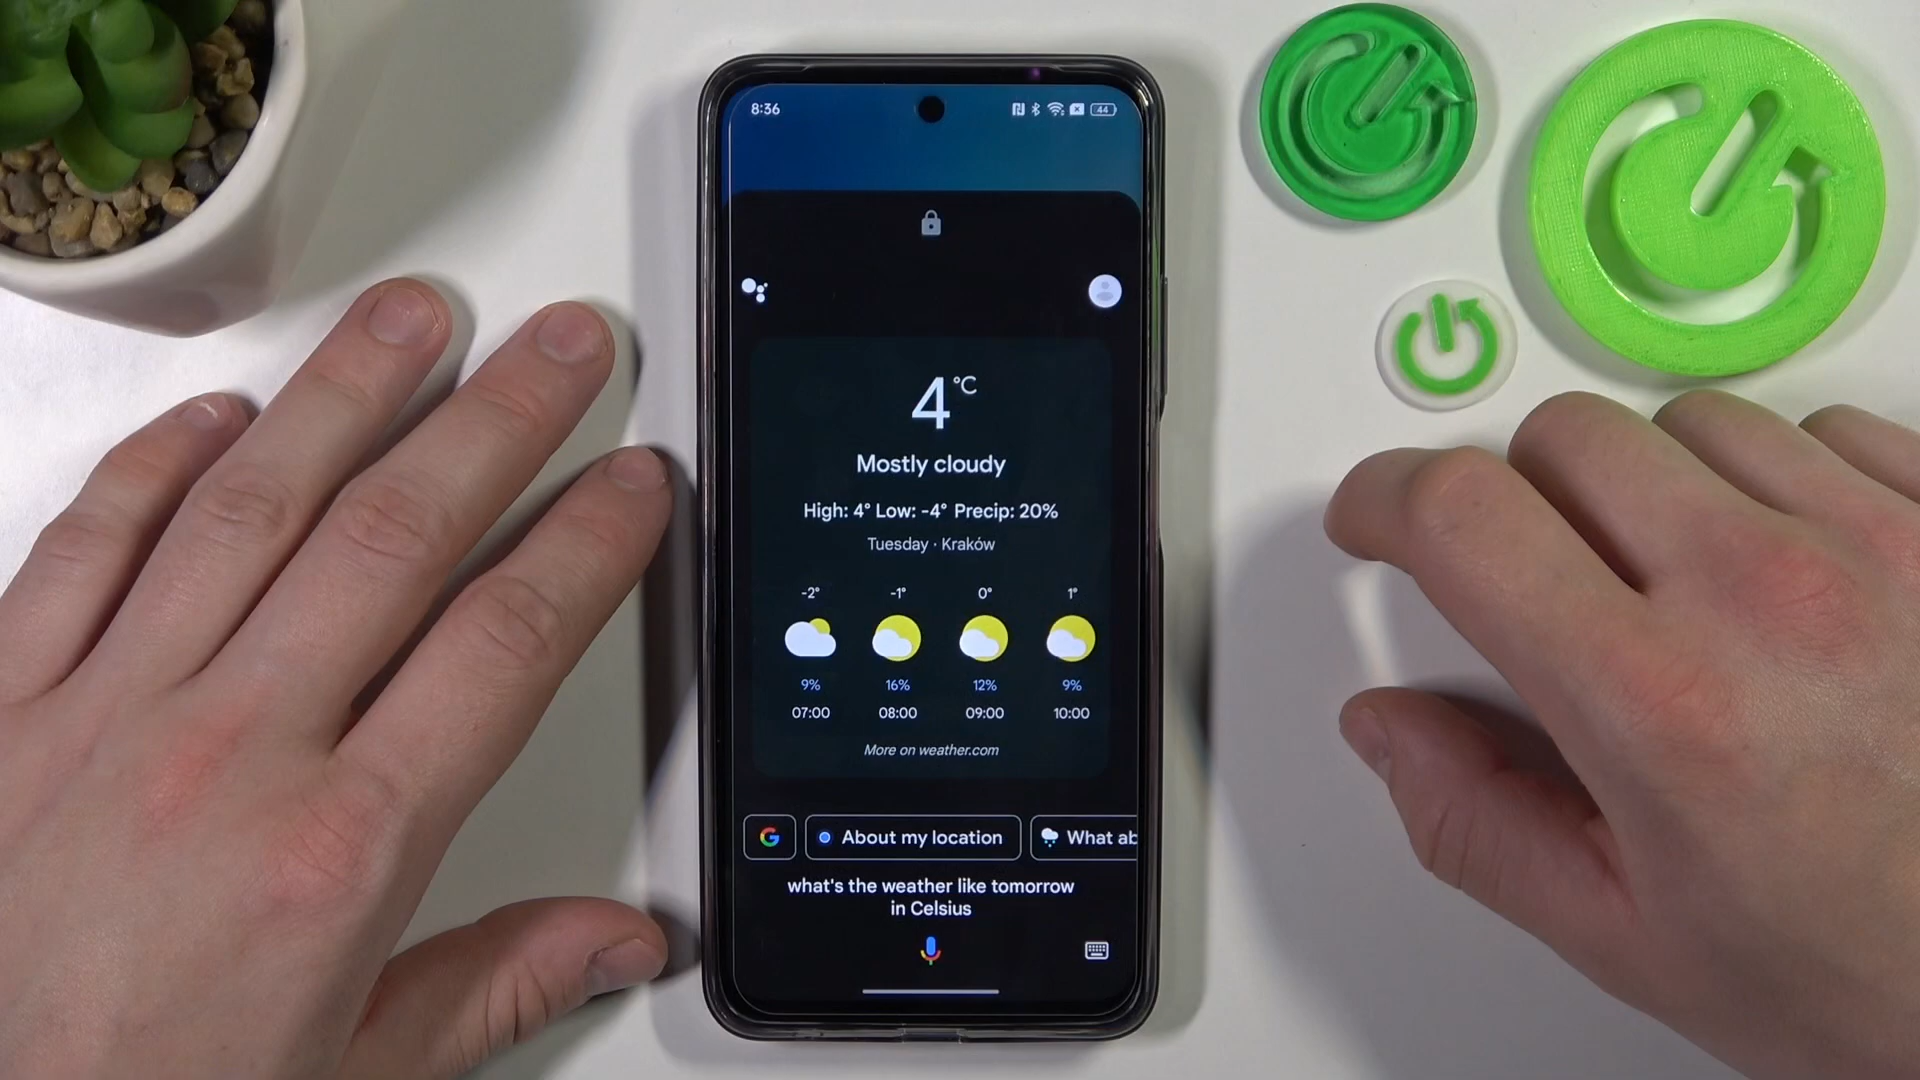 8:36
44
4°C
Mostly cloudy
High: 4° Low: -4° Precip: 20%
Tuesday · Kraków
-2° -1° 0° 1°
9% 16% 12% 9%
07:00 08:00 09:00 10:00
More on weather.com
G About my location What ab
what's the weather like tomorrow
in Celsius